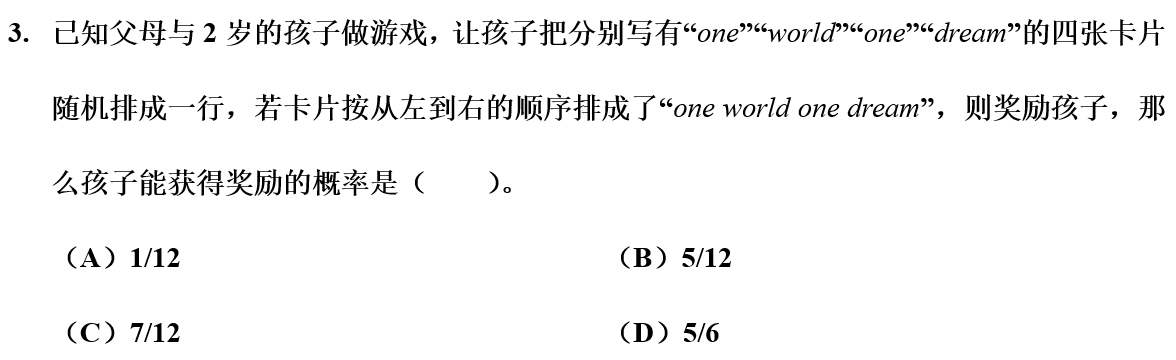 3. 已知父母与 2 岁的孩子做游戏，让孩子把分别写有“one”“world”“one”“dream”的四张卡片
随机排成一行，若卡片按从左到右的顺序排成了“one world one dream”，则奖励孩子，那
么孩子能获得奖励的概率是（  ）。
（A）1/12 （B）5/12
（C）7/12 （D）5/6